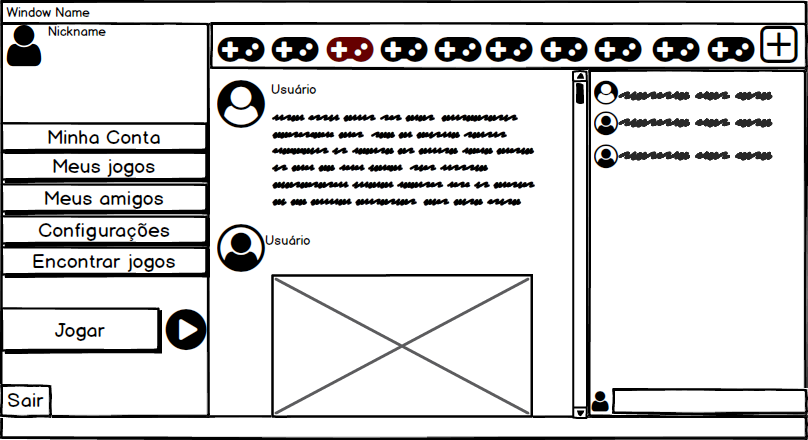 Window Name
Nickname
Minha Conta
Meus jogos
Meus amigos
Configurações
Encontrar jogos
Jogar
Sair
Usuário
Usuário